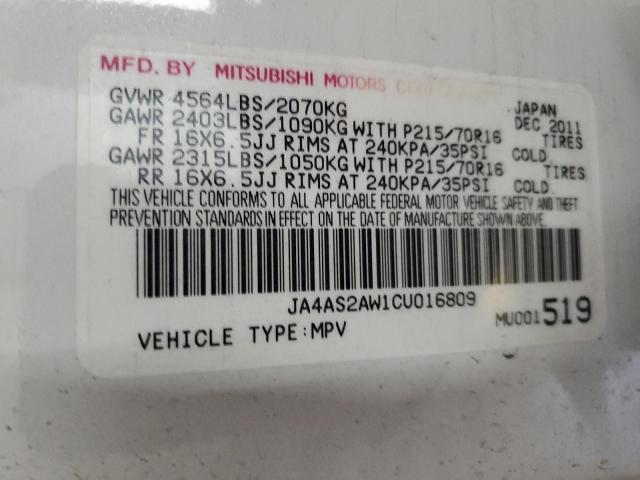 MFD. BY MITSUBISHI MOTORS CORPORATION
GVWR 4564LBS/2070KG JAPAN
GAWR 2403LBS/1090KG WITH P215/70R16 DEC 2011
FR 16X6.5JJ RIMS AT 240KPA/35PSI TIRES
GAWR 2315LBS/1050KG WITH P215/70R16 COLD.
RR 16X6.5JJ RIMS AT 240KPA/35PSI TIRES
COLD.
THIS VEHICLE CONFORMS TO ALL APPLICABLE FEDERAL MOTOR VEHICLE SAFETY AND THEFT
PREVENTION STANDARDS IN EFFECT ON THE DATE OF MANUFACTURE SHOWN ABOVE.
JA4AS2AW1CU016809
VEHICLE TYPE:MPV MU001519